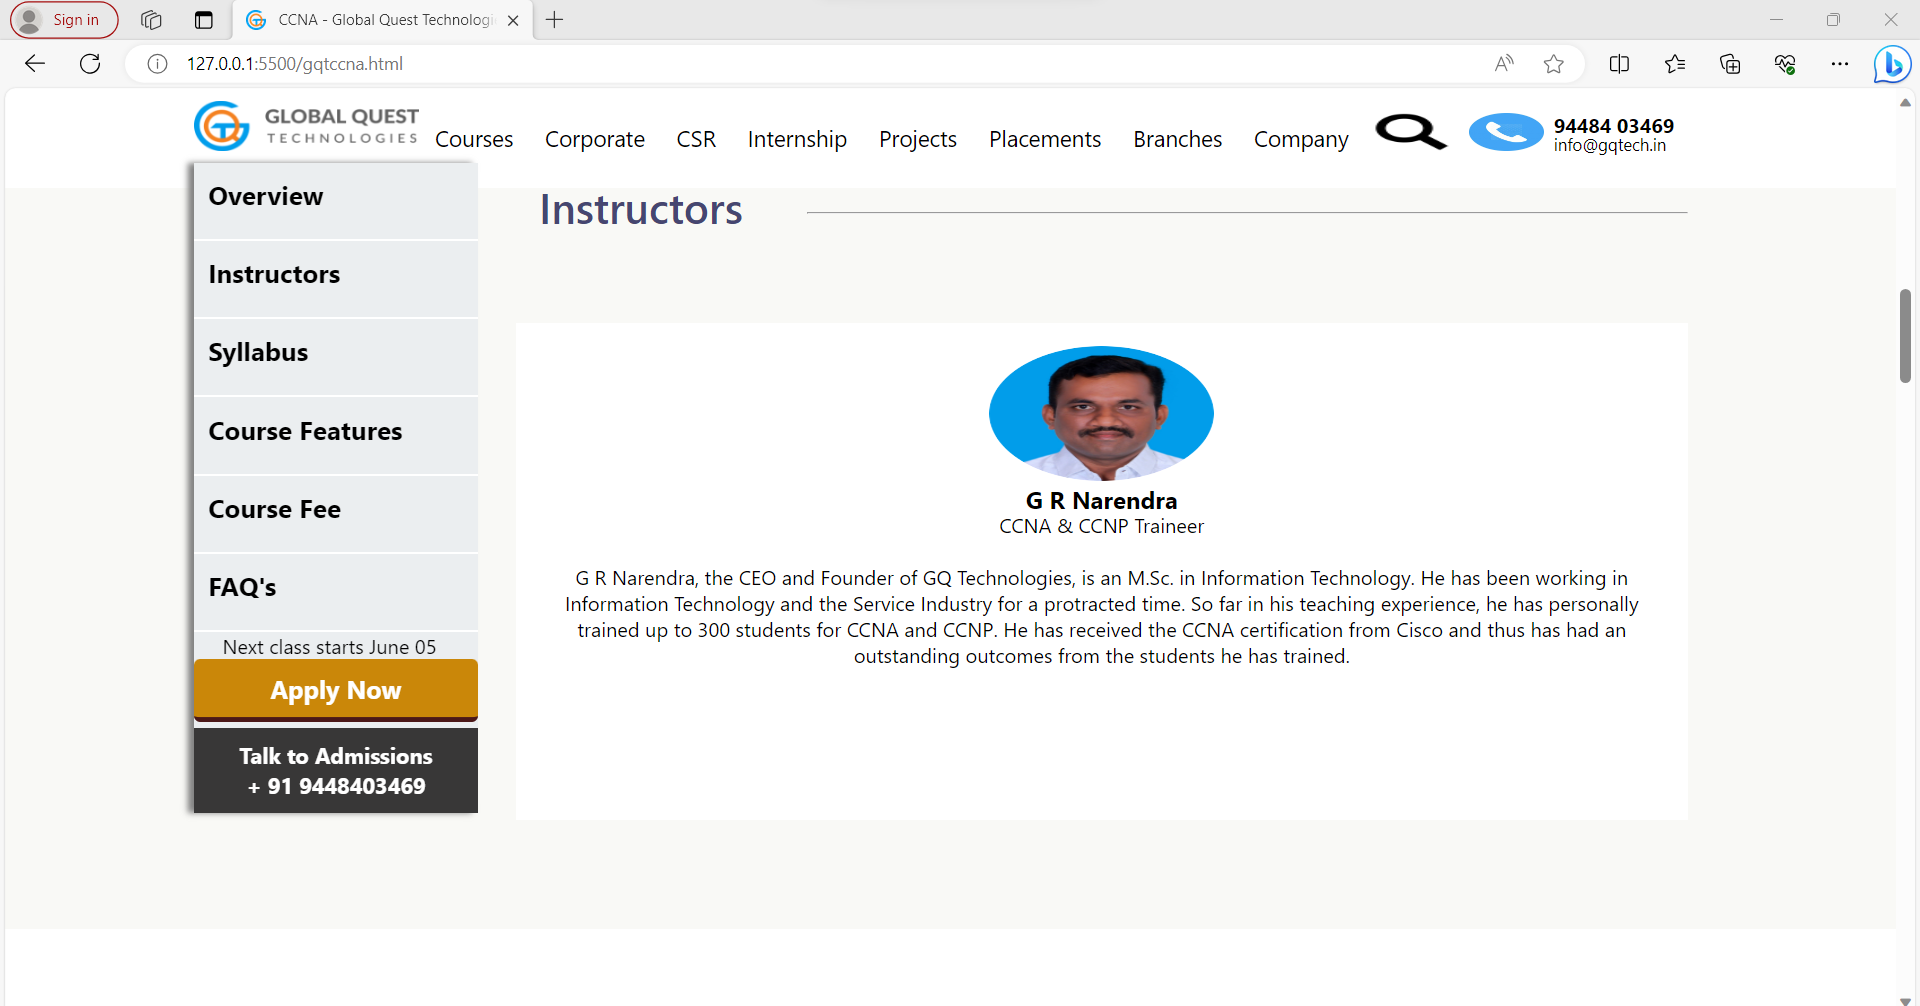 Sign in
CCNA - Global Quest Technologi
127.0.0.1:5500/gqtccna.html
GLOBAL QUEST
TECHNOLOGIES
Courses Corporate CSR Internship Projects Placements Branches Company
94484 03469
info@gqtech.in
Overview
Instructors
Syllabus
Course Features
Course Fee
FAQ's
Next class starts June 05
Apply Now
Talk to Admissions
+ 91 9448403469
Instructors
G R Narendra
CCNA & CCNP Traineer
G R Narendra, the CEO and Founder of GQ Technologies, is an M.Sc. in Information Technology. He has been working in
Information Technology and the Service Industry for a protracted time. So far in his teaching experience, he has personally
trained up to 300 students for CCNA and CCNP. He has received the CCNA certification from Cisco and thus has had an
outstanding outcomes from the students he has trained.